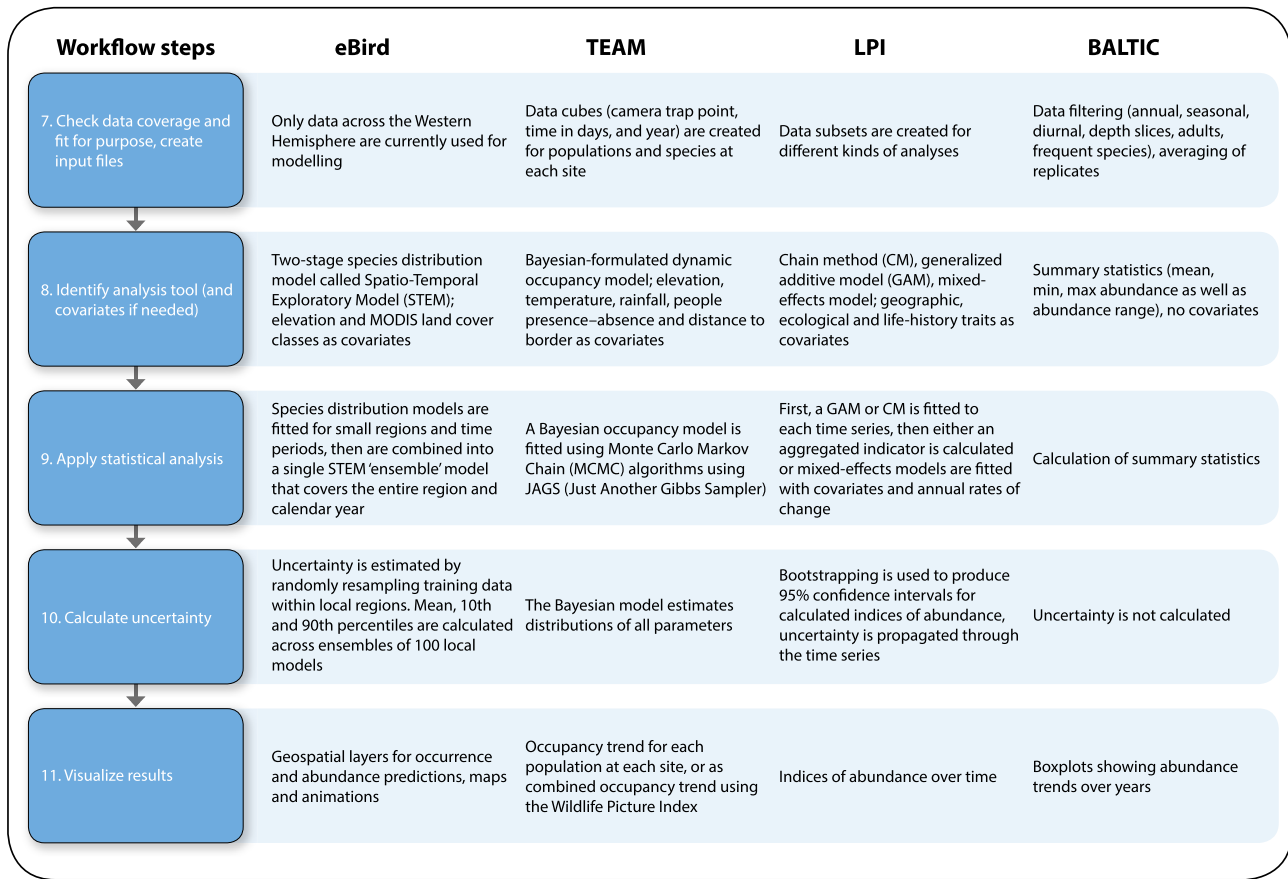 Workflow steps
eBird
TEAM
LPI
BALTIC
7. Check data coverage and
fit for purpose, create
input files
Only data across the Western
Hemisphere are currently used for
modelling
Data cubes (camera trap point,
time in days, and year) are created
for populations and species at
each site
Data subsets are created for
different kinds of analyses
Data filtering (annual, seasonal,
diurnal, depth slices, adults,
frequent species), averaging of
replicates
8. Identify analysis tool (and
covariates if needed)
Two-stage species distribution
model called Spatio-Temporal
Exploratory Model (STEM);
elevation and MODIS land cover
classes as covariates
Bayesian-formulated dynamic
occupancy model; elevation,
temperature, rainfall, people
presence–absence and distance to
border as covariates
Chain method (CM), generalized
additive model (GAM), mixed-
effects model; geographic,
ecological and life-history traits as
covariates
Summary statistics (mean,
min, max abundance as well as
abundance range), no covariates
9. Apply statistical analysis
Species distribution models are
fitted for small regions and time
periods, then are combined into
a single STEM ‘ensemble’ model
that covers the entire region and
calendar year
A Bayesian occupancy model is
fitted using Monte Carlo Markov
Chain (MCMC) algorithms using
JAGS (Just Another Gibbs Sampler)
First, a GAM or CM is fitted to
each time series, then either an
aggregated indicator is calculated
or mixed-effects models are fitted
with covariates and annual rates of
change
Calculation of summary statistics
10. Calculate uncertainty
Uncertainty is estimated by
randomly resampling training data
within local regions. Mean, 10th
and 90th percentiles are calculated
across ensembles of 100 local
models
The Bayesian model estimates
distributions of all parameters
Bootstrapping is used to produce
95% confidence intervals for
calculated indices of abundance,
uncertainty is propagated through
the time series
Uncertainty is not calculated
11. Visualize results
Geospatial layers for occurrence
and abundance predictions, maps
and animations
Occupancy trend for each
population at each site, or as
combined occupancy trend using
the Wildlife Picture Index
Indices of abundance over time
Boxplots showing abundance
trends over years